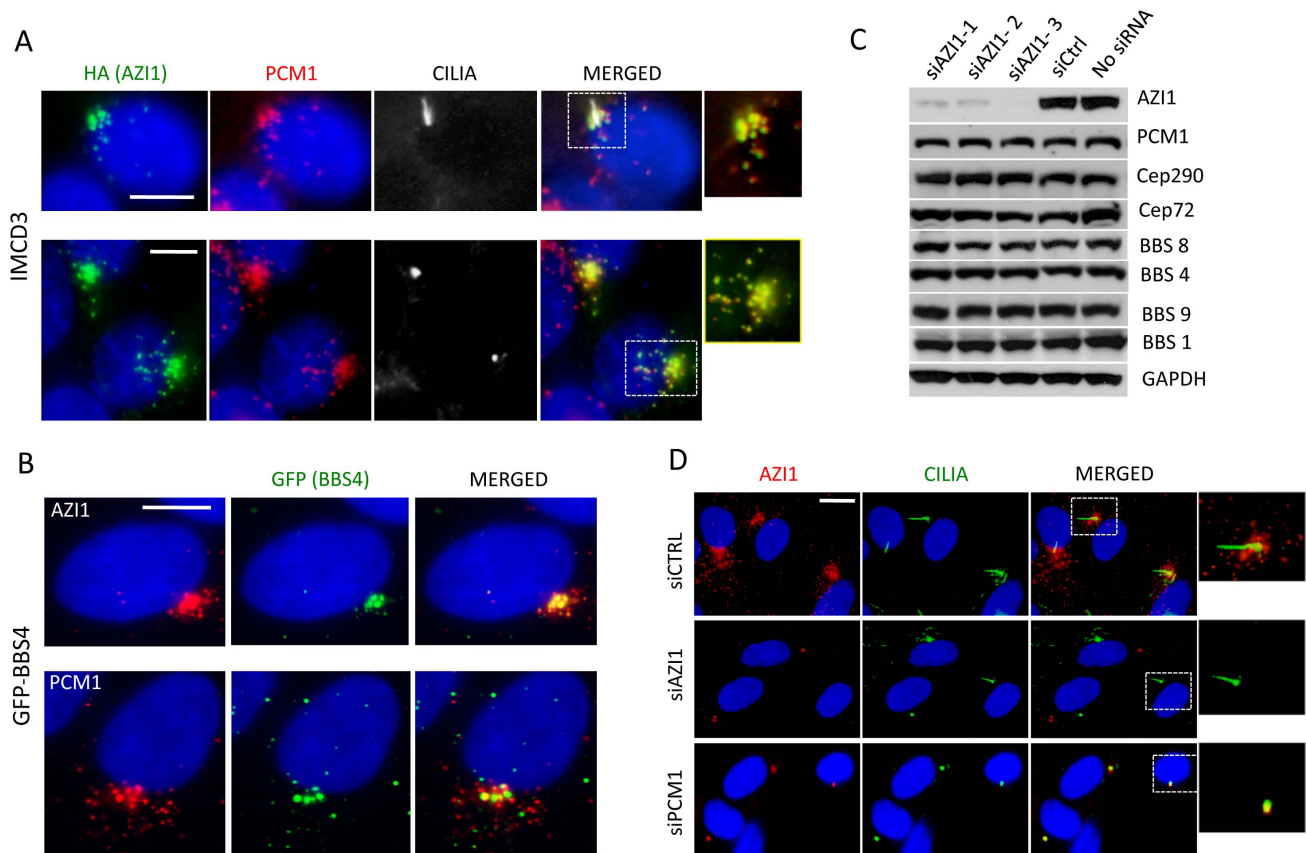 A
HA (AZI1) PCM1 CILIA MERGED
IMCD3
B
GFP (BBS4) MERGED
GFP-BBS4
AZI1
PCM1
C
siAZI1-1 siAZI1- 2 siAZI1- 3 siCtrl No siRNA
AZI1
PCM1
Cep290
Cep72
BBS 8
BBS 4
BBS 9
BBS 1
GAPDH
D
AZI1 CILIA MERGED
siCTRL
siAZI1
siPCM1